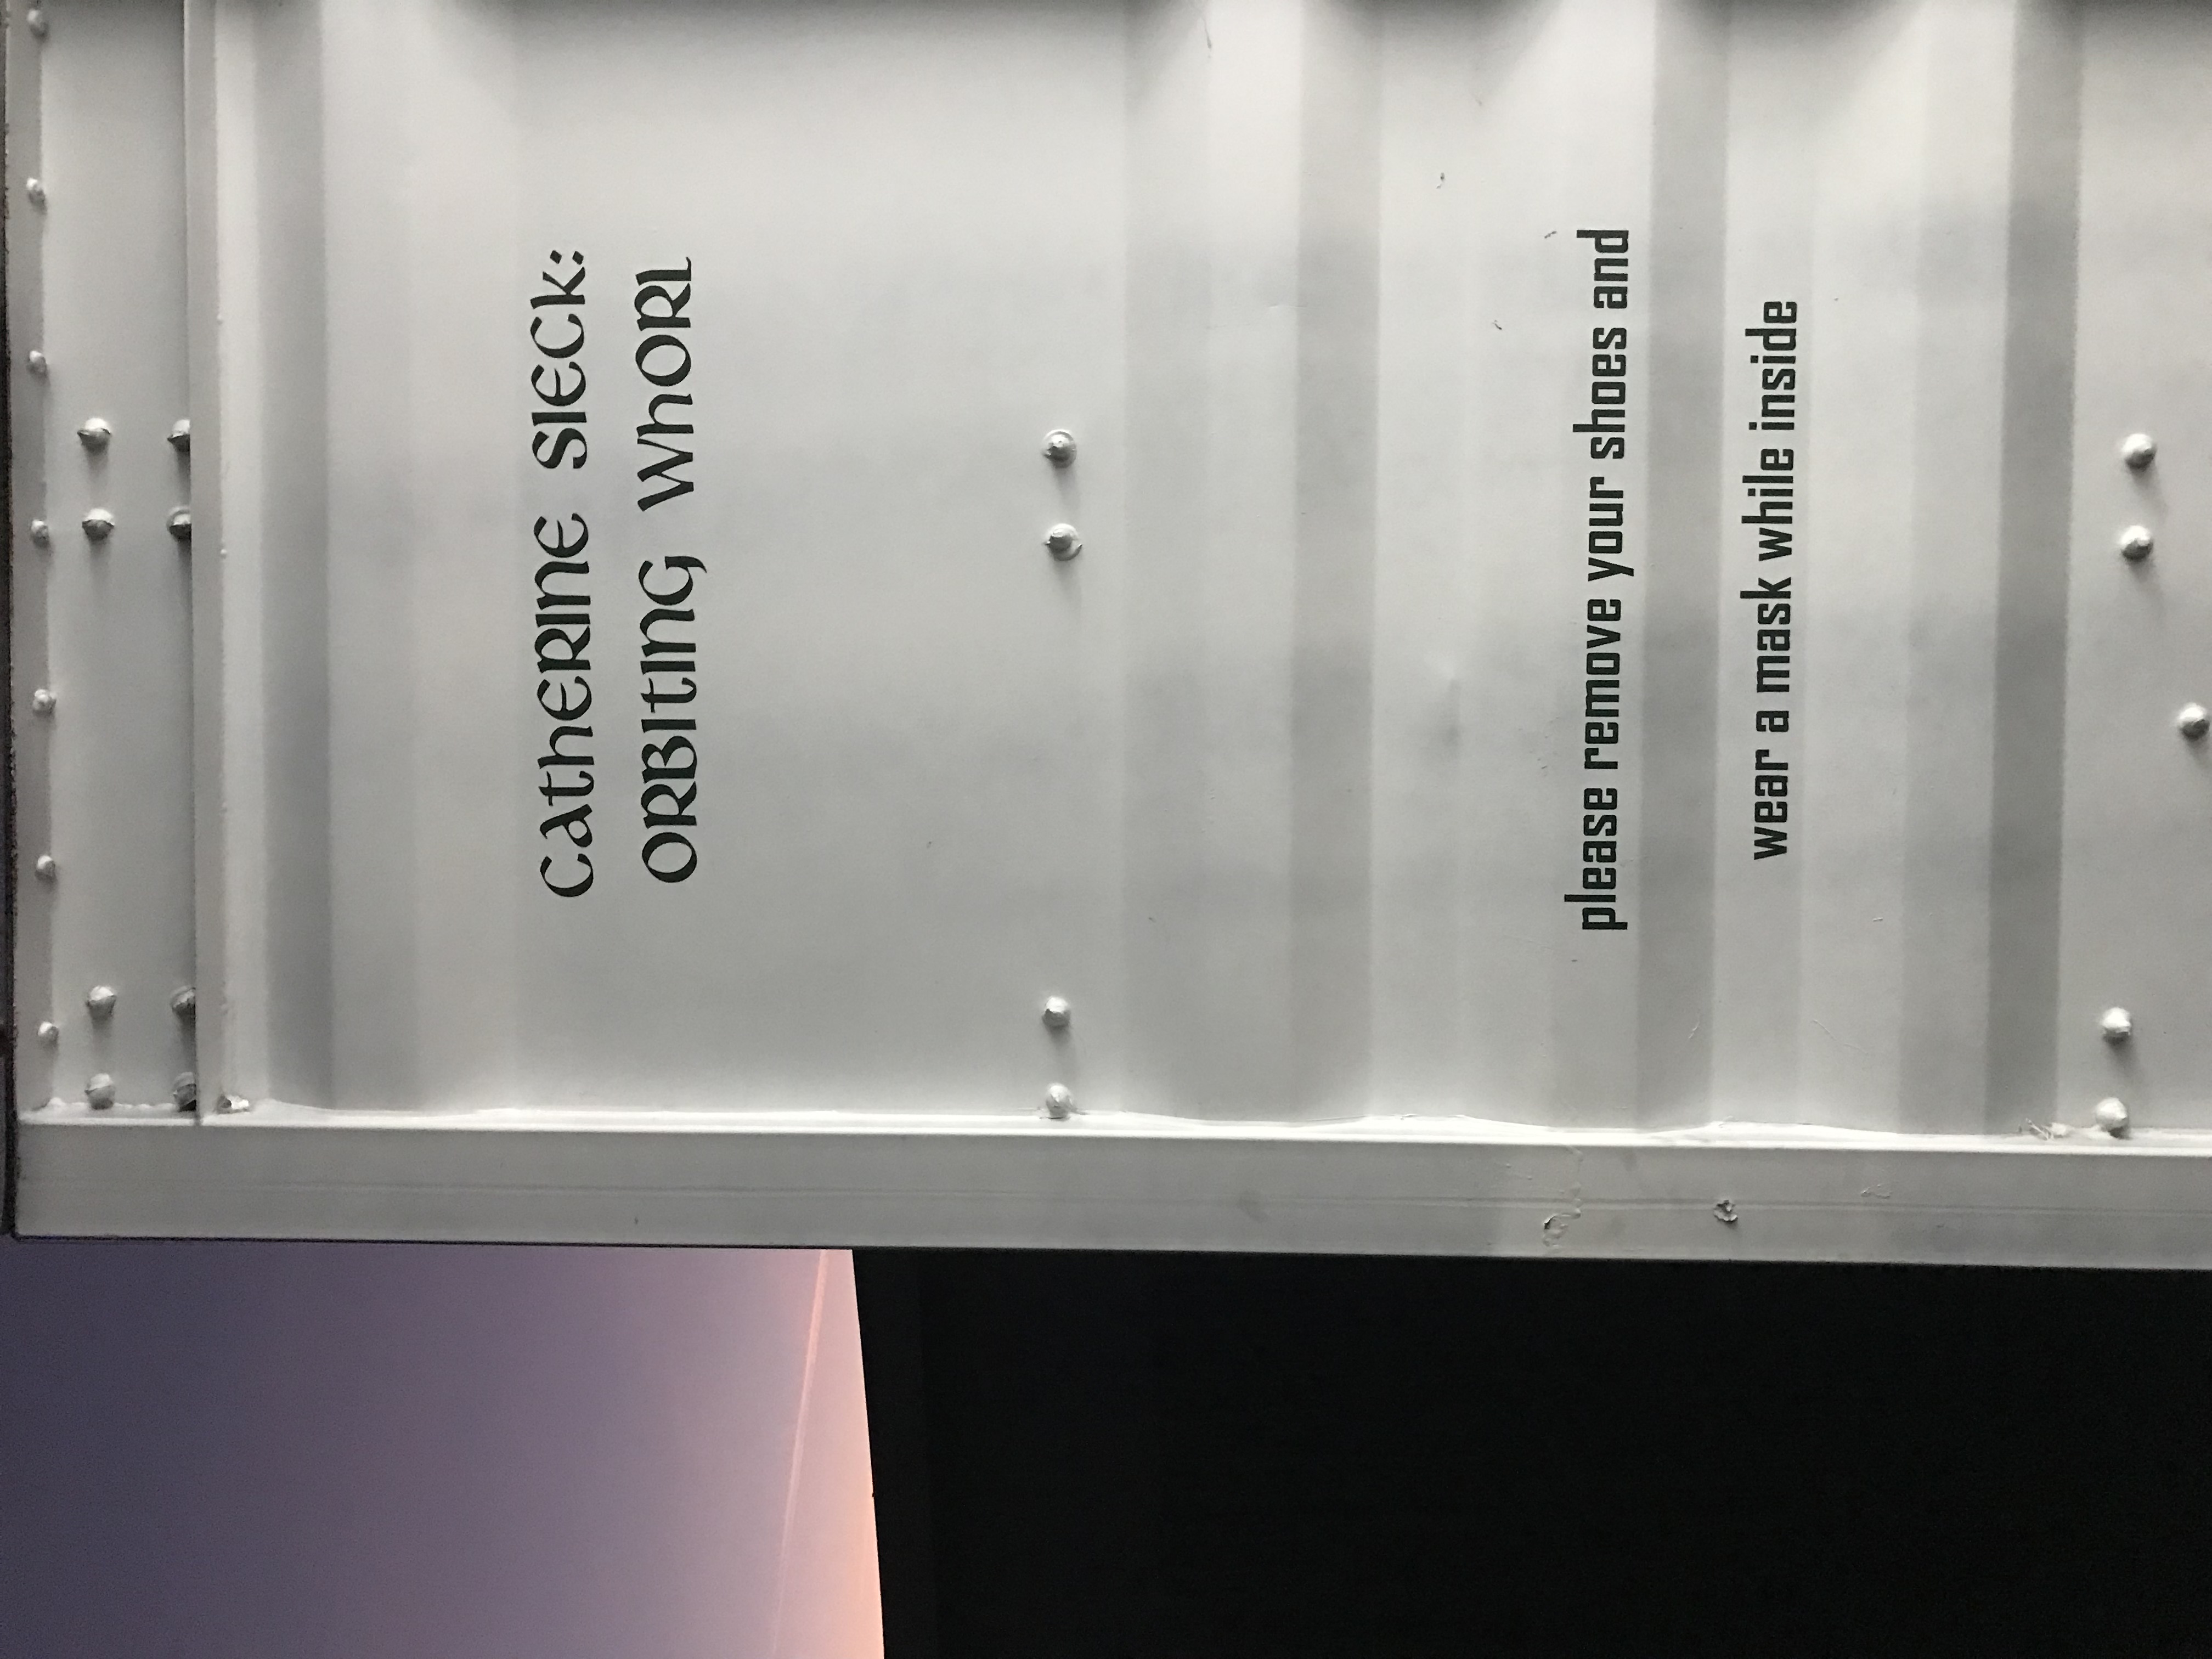 CathERINE SIECk:
ORBItING WhORL
please remove your shoes and
wear a mask while inside